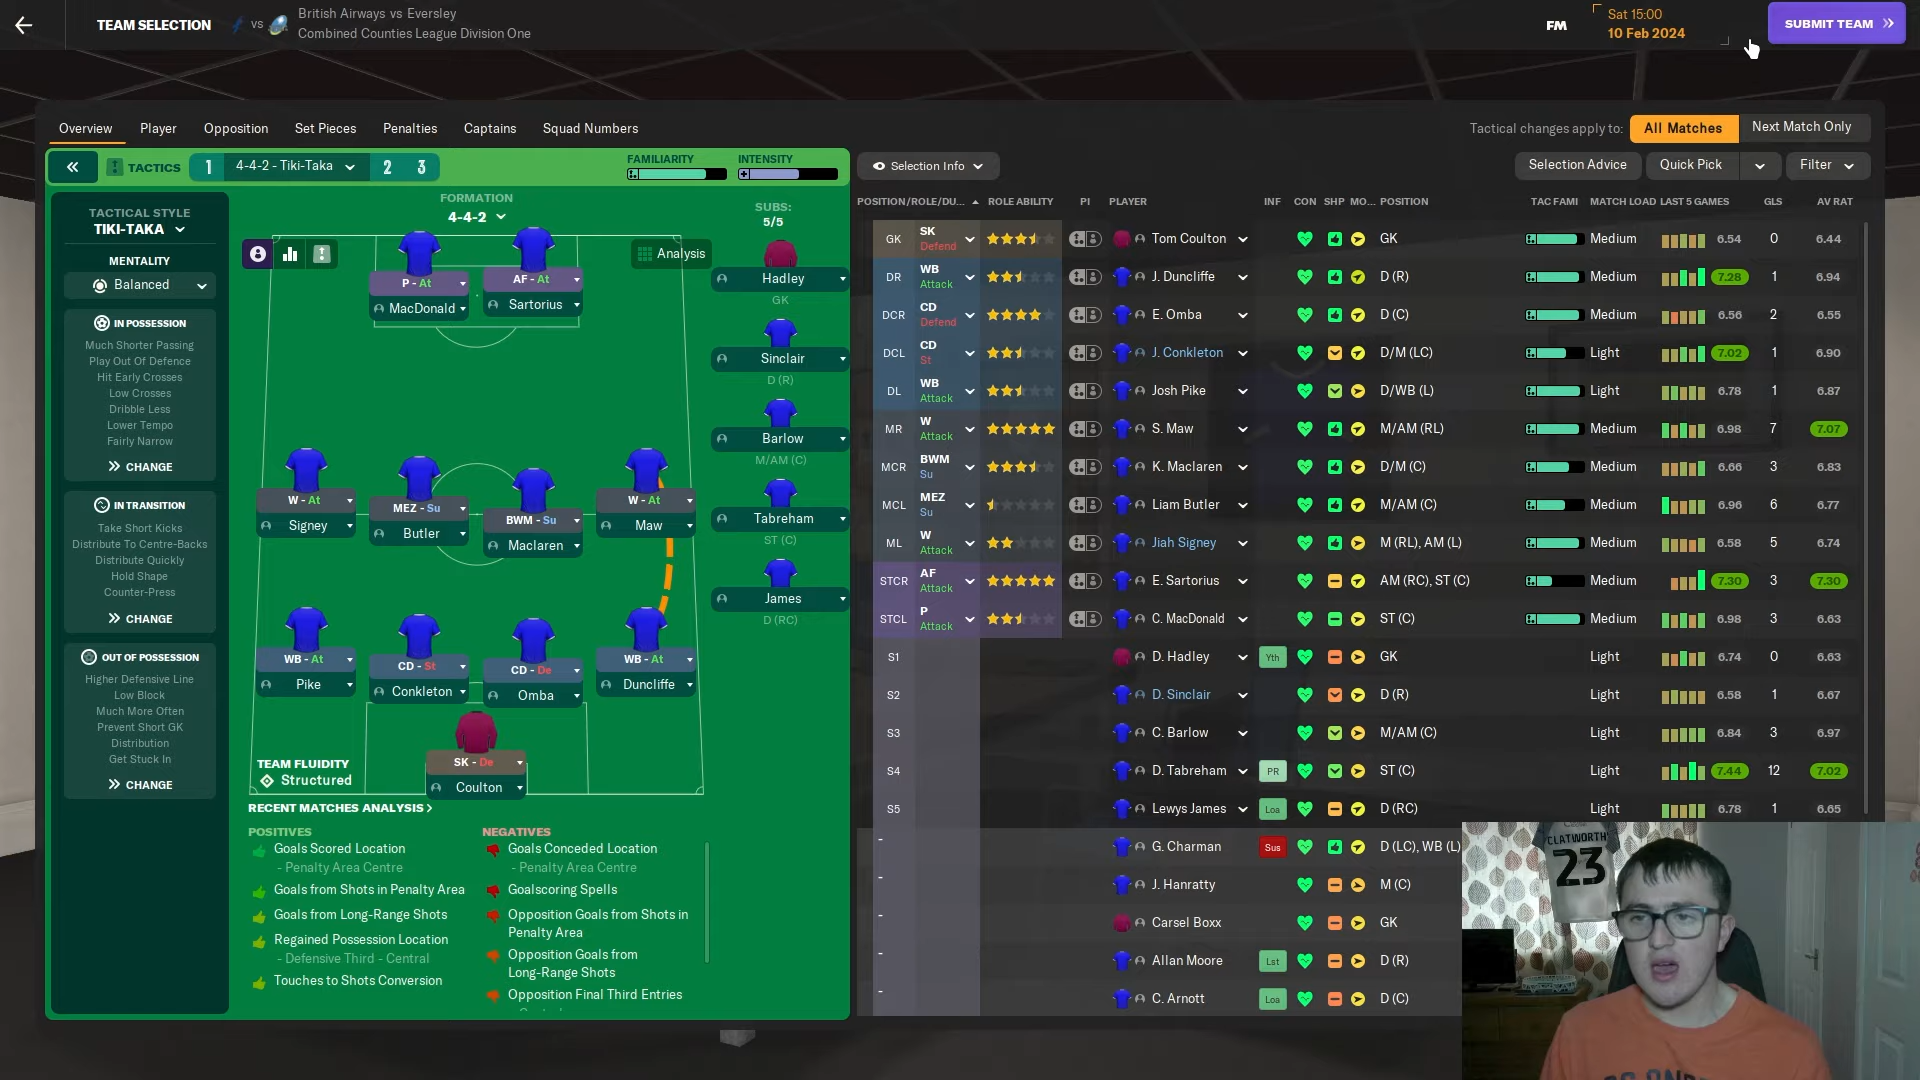 TEAM SELECTION
vs
British Airways vs Eversley
Combined Counties League Division One
FM
Sat 15:00
10 Feb 2024
SUBMIT TEAM
Overview
Player
Opposition
Set Pieces
Penalties
Captains
Squad Numbers
Tactical changes apply to:
All Matches
Next Match Only
TACTICS
1
4-4-2 - Tiki-Taka
2
3
FAMILIARITY
INTENSITY
Selection Info
Selection Advice
Quick Pick
Filter
TACTICAL STYLE
TIKI-TAKA
MENTALITY
Balanced
IN POSSESSION
Much Shorter Passing
Play Out Of Defence
Hit Early Crosses
Low Crosses
Dribble Less
Lower Tempo
Fairly Narrow
CHANGE
IN TRANSITION
Take Short Kicks
Distribute To Centre-Backs
Distribute Quickly
Hold Shape
Counter-Press
CHANGE
OUT OF POSSESSION
Higher Defensive Line
Low Block
Much More Often
Prevent Short GK
Distribution
Get Stuck In
CHANGE
FORMATION
4-4-2
Analysis
P - At
MacDonald
AF - At
Sartorius
W - At
Signey
MEZ - Su
Butler
BWM - Su
Maclaren
W - At
Maw
WB - At
Pike
CD - St
Conkleton
CD - De
Omba
WB - At
Duncliffe
SK - De
Coulton
TEAM FLUIDITY
Structured
SUBS:
5/5
Hadley
GK
Sinclair
D (R)
Barlow
M/AM (C)
Tabreham
ST (C)
James
D (RC)
RECENT MATCHES ANALYSIS
POSITIVES
Goals Scored Location
- Penalty Area Centre
Goals from Shots in Penalty Area
Goals from Long-Range Shots
Regained Possession Location
- Defensive Third - Central
Touches to Shots Conversion
NEGATIVES
Goals Conceded Location
- Penalty Area Centre
Goalscoring Spells
Opposition Goals from Shots in
Penalty Area
Opposition Goals from
Long-Range Shots
Opposition Final Third Entries
POSITION/ROLE/DU... ROLE ABILITY PI PLAYER INF CON SHP MO... POSITION TAC FAMI MATCH LOAD LAST 5 GAMES GLS AV RAT
GK SK Defend Tom Coulton GK Medium 6.54 0 6.44
DR WB Attack J. Duncliffe D (R) Medium 7.28 1 6.94
DCR CD Defend E. Omba D (C) Medium 6.56 2 6.55
DCL CD St J. Conkleton D/M (LC) Light 7.02 1 6.90
DL WB Attack Josh Pike D/WB (L) Light 6.78 1 6.87
MR W Attack S. Maw M/AM (RL) Medium 6.98 7 7.07
MCR BWM Su K. Maclaren D/M (C) Medium 6.66 3 6.83
MCL MEZ Su Liam Butler M/AM (C) Medium 6.96 6 6.77
ML W Attack Jiah Signey M (RL), AM (L) Medium 6.58 5 6.74
STCR AF Attack E. Sartorius AM (RC), ST (C) Medium 7.30 3 7.30
STCL P Attack C. MacDonald ST (C) Medium 6.98 3 6.63
S1 D. Hadley Yth GK Light 6.74 0 6.63
S2 D. Sinclair D (R) Light 6.58 1 6.67
S3 C. Barlow M/AM (C) Light 6.84 3 6.97
S4 D. Tabreham PR ST (C) Light 7.44 12 7.02
S5 Lewys James Loa D (RC) Light 6.78 1 6.65
- G. Charman Sus D (LC), WB (L)
- J. Hanratty M (C)
- Carsel Boxx GK
- Allan Moore Lst D (R)
- C. Arnott Loa D (C)
CLATWORTHY
23